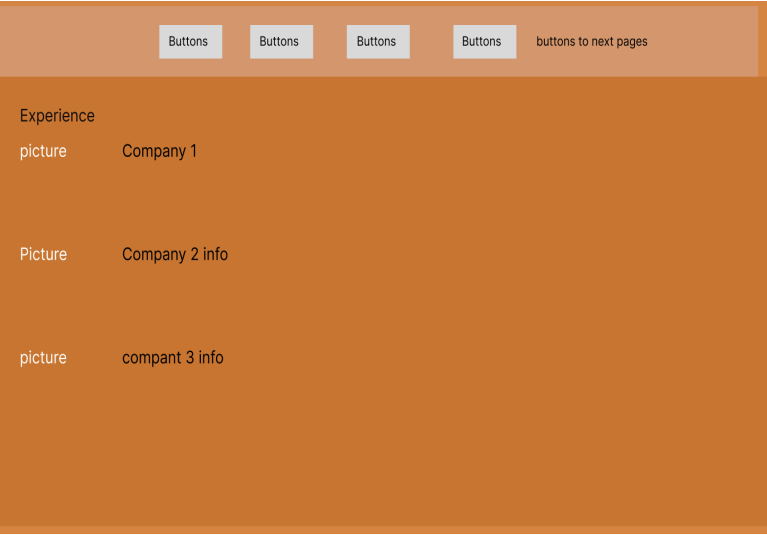 Buttons Buttons Buttons Buttons buttons to next pages
Experience
picture Company 1
Picture Company 2 info
picture compant 3 info